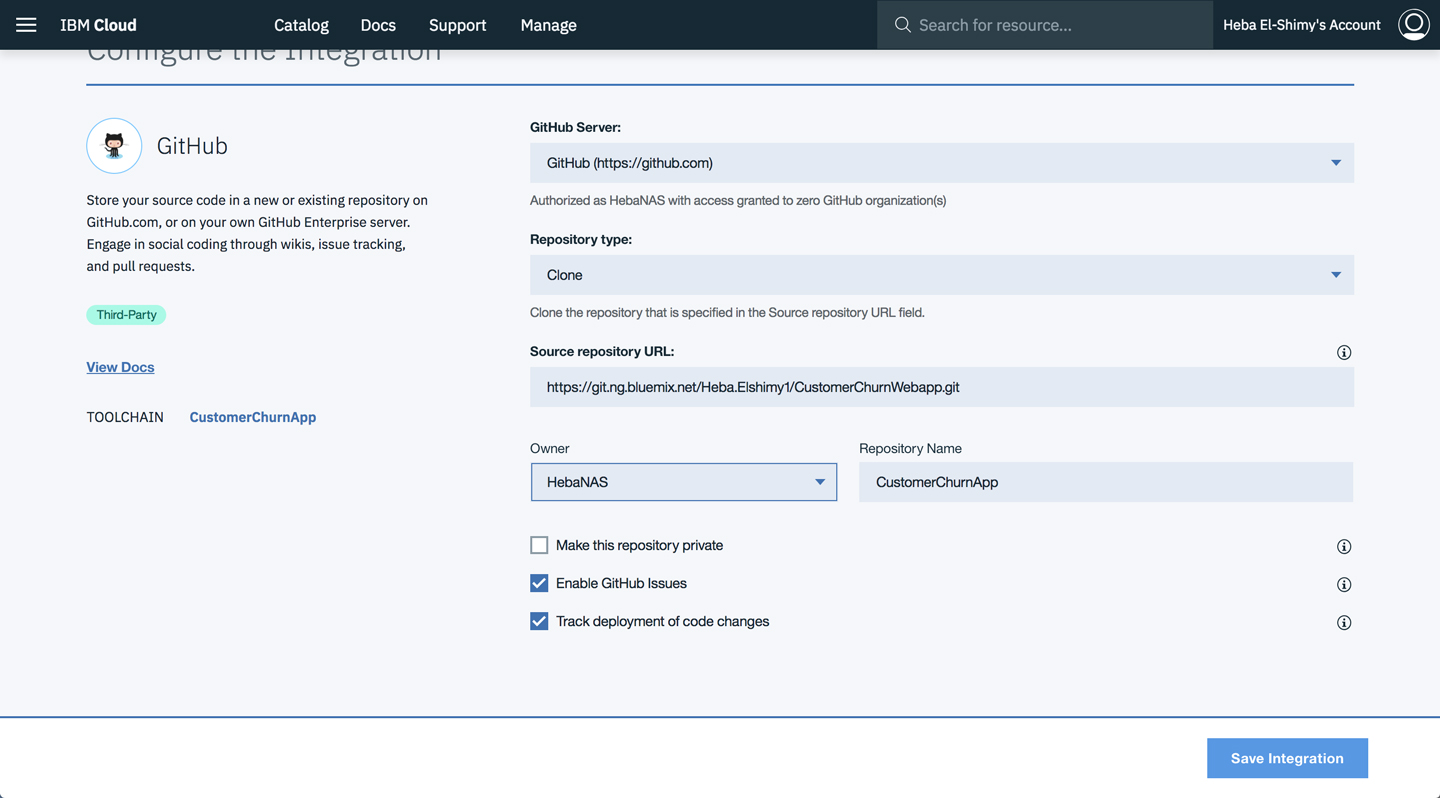 IBM Cloud
Catalog
Docs
Support
Manage
Search for resource...
Heba El-Shimy's Account
Configure the Integration
GitHub
Store your source code in a new or existing repository on
GitHub.com, or on your own GitHub Enterprise server.
Engage in social coding through wikis, issue tracking,
and pull requests.
Third-Party
View Docs
TOOLCHAIN CustomerChurnApp
GitHub Server:
GitHub (https://github.com)
Authorized as HebaNAS with access granted to zero GitHub organization(s)
Repository type:
Clone
Clone the repository that is specified in the Source repository URL field.
Source repository URL:
https://git.ng.bluemix.net/Heba.Elshimy1/CustomerChurnWebapp.git
Owner
HebaNAS
Repository Name
CustomerChurnApp
Make this repository private
Enable GitHub Issues
Track deployment of code changes
Save Integration